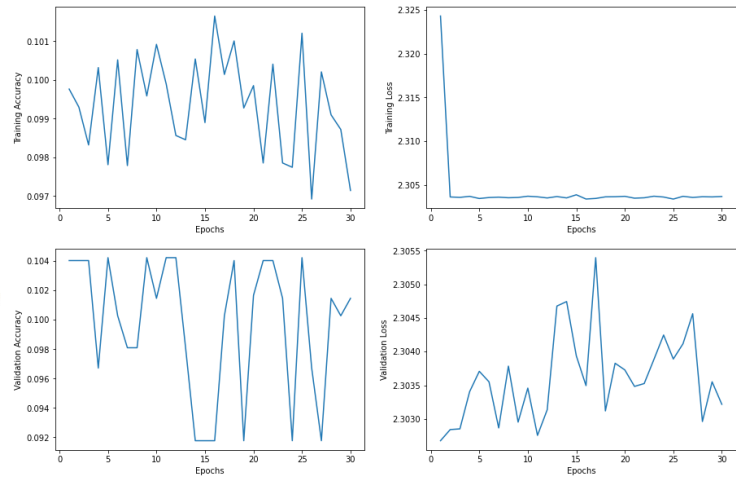 Training Accuracy
0.101
0.100
0.099
0.098
0.097
0 5 10 15 20 25 30
Epochs
Training Loss
2.325
2.320
2.315
2.310
2.305
0 5 10 15 20 25 30
Epochs
Validation Accuracy
0.104
0.102
0.100
0.098
0.096
0.094
0.092
0 5 10 15 20 25 30
Epochs
Validation Loss
2.3055
2.3050
2.3045
2.3040
2.3035
2.3030
0 5 10 15 20 25 30
Epochs